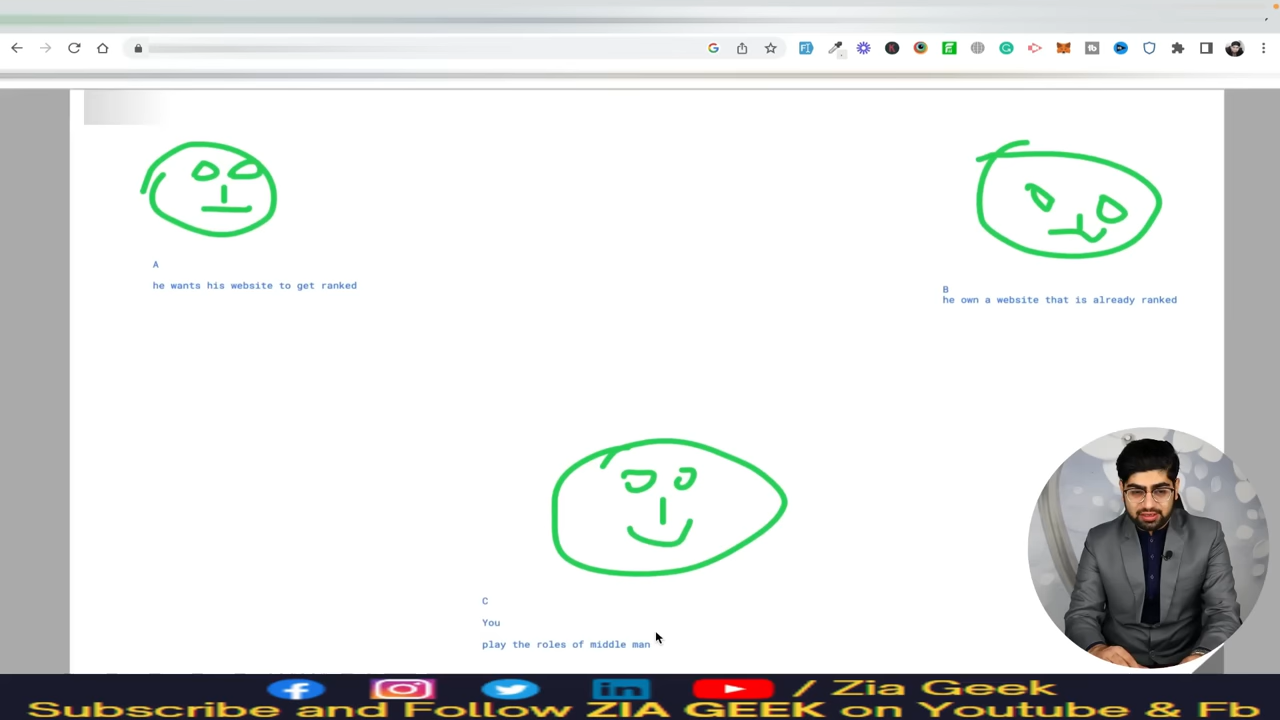 A
he wants his website to get ranked
B
he own a website that is already ranked
C
You
play the roles of middle man
/ Zia Geek
Subscribe and Follow ZIA GEEK on Youtube & Fb